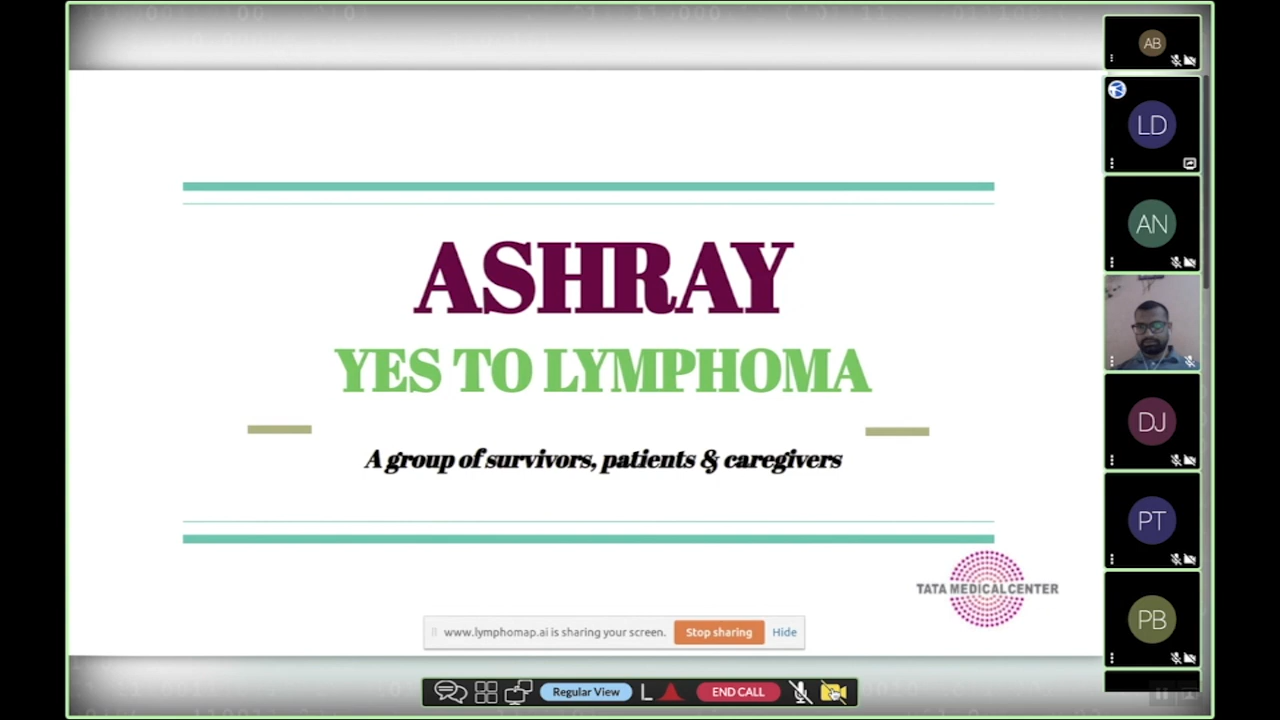 ASHRAY
YES TO LYMPHOMA
A group of survivors, patients & caregivers
TATA MEDICAL CENTER
www.lymphomap.ai is sharing your screen.
Stop sharing
Hide
Regular View
L
END CALL
AB
LD
AN
DJ
PT
PB